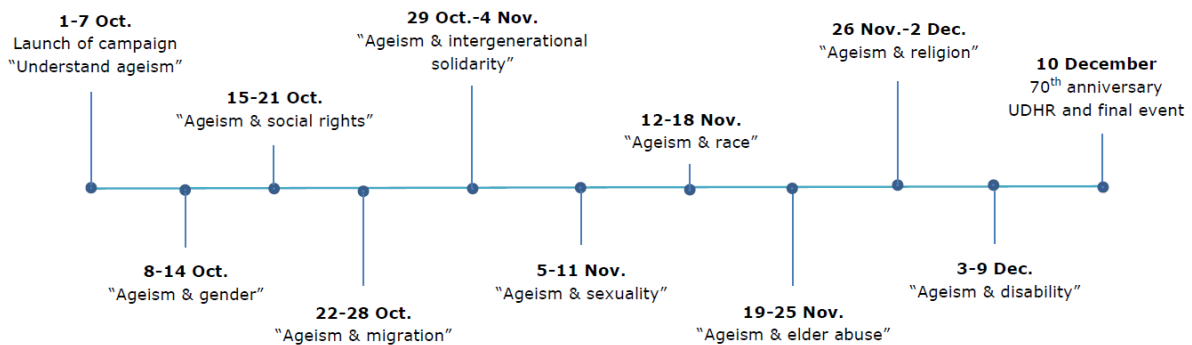 1-7 Oct.
Launch of campaign
“Understand ageism”
8-14 Oct.
“Ageism & gender”
15-21 Oct.
“Ageism & social rights”
22-28 Oct.
“Ageism & migration”
29 Oct.-4 Nov.
“Ageism & intergenerational
solidarity”
5-11 Nov.
“Ageism & sexuality”
12-18 Nov.
“Ageism & race”
19-25 Nov.
“Ageism & elder abuse”
26 Nov.-2 Dec.
“Ageism & religion”
3-9 Dec.
“Ageism & disability”
10 December
70th anniversary
UDHR and final event